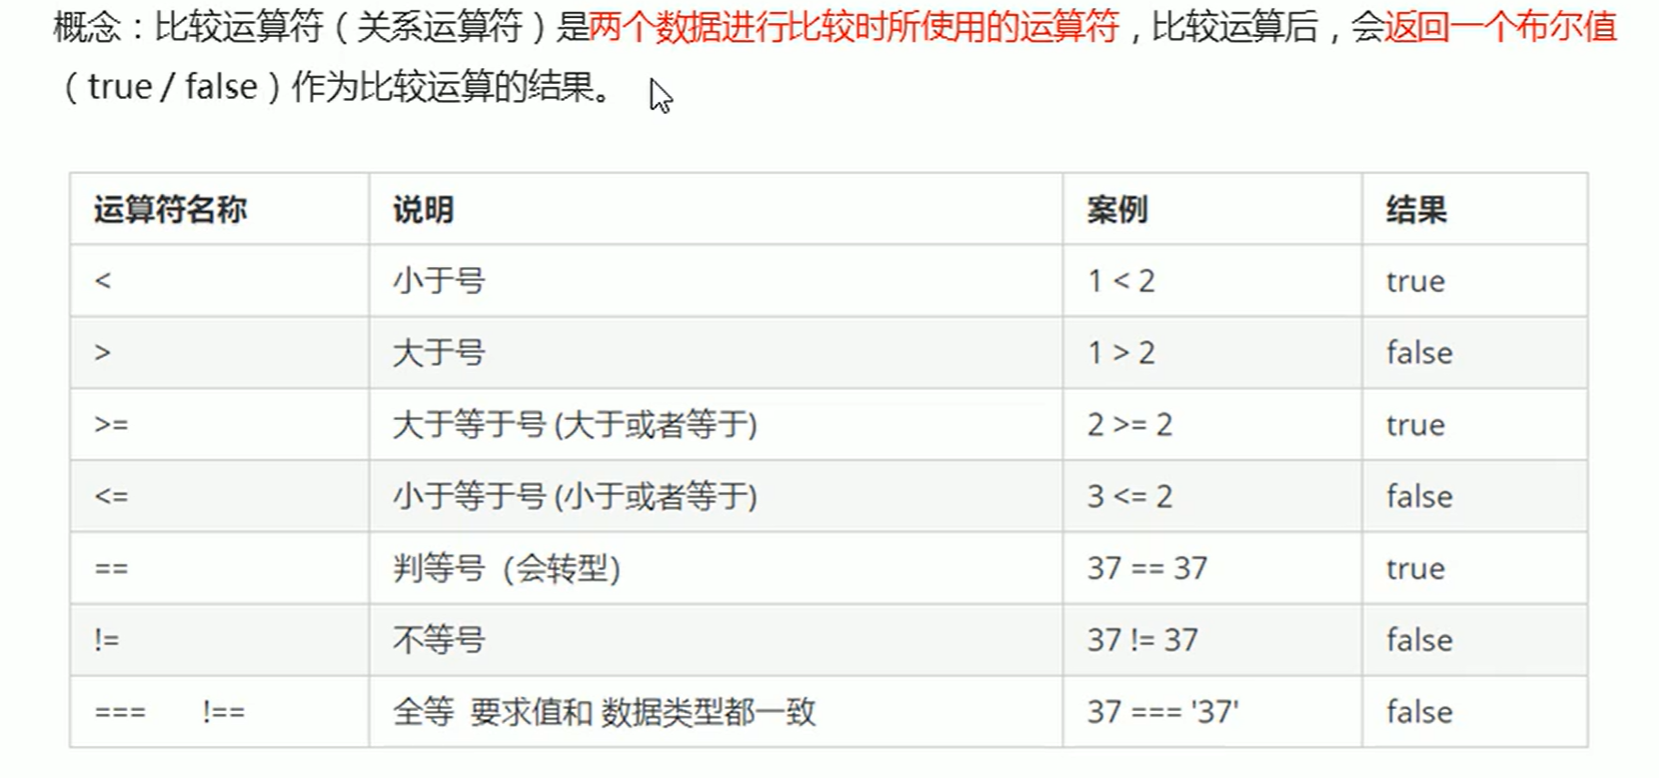 概念：比较运算符（关系运算符）是两个数据进行比较时所使用的运算符，比较运算后，会返回一个布尔值
（true / false）作为比较运算的结果。
运算符名称 说明 案例 结果
< 小于号 1 < 2 true
> 大于号 1 > 2 false
>= 大于等于号 (大于或者等于) 2 >= 2 true
<= 小于等于号 (小于或者等于) 3 <= 2 false
== 判等号（会转型） 37 == 37 true
!= 不等号 37 != 37 false
=== !== 全等 要求值和 数据类型都一致 37 === '37' false